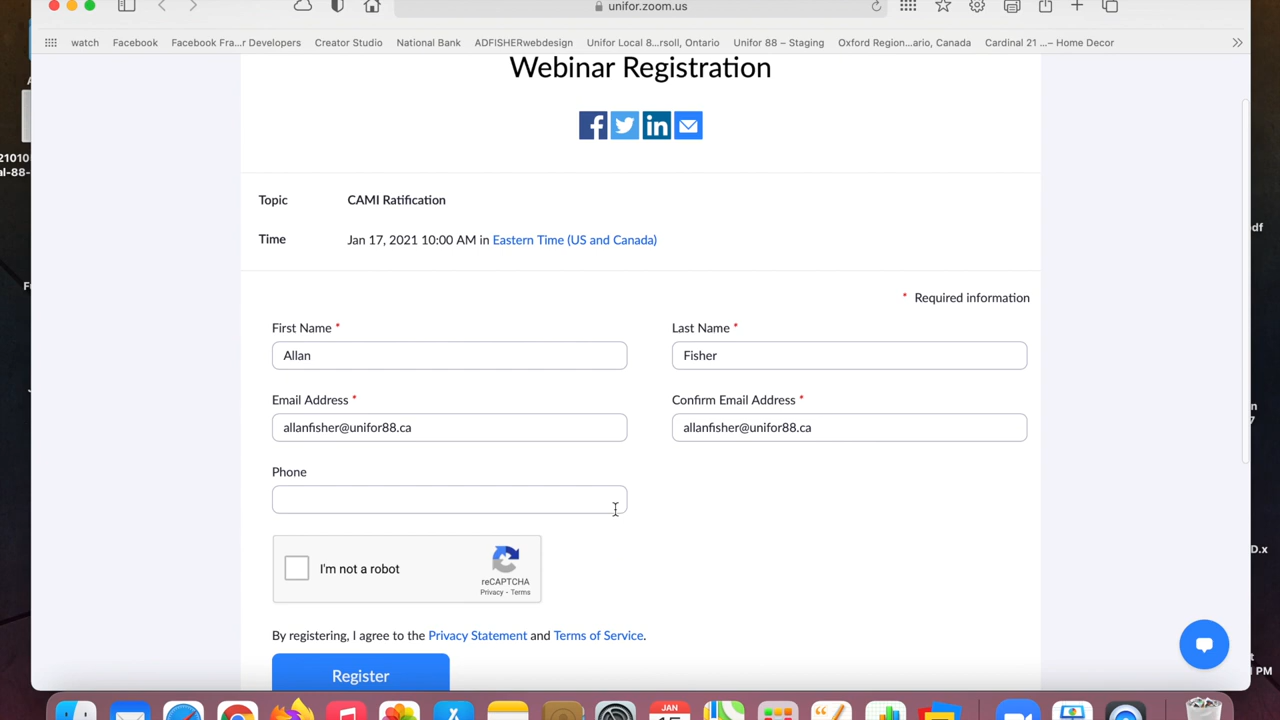 unifor.zoom.us
watch Facebook Facebook Fra...r Developers Creator Studio National Bank ADFISHERwebdesign Unifor Local 8...rsoll, Ontario Unifor 88 – Staging Oxford Region...ario, Canada Cardinal 21 ...– Home Decor
Webinar Registration
Topic CAMI Ratification
Time Jan 17, 2021 10:00 AM in Eastern Time (US and Canada)
* Required information
First Name * Last Name *
Allan Fisher
Email Address * Confirm Email Address *
allanfisher@unifor88.ca allanfisher@unifor88.ca
Phone
I'm not a robot
reCAPTCHA
Privacy - Terms
By registering, I agree to the Privacy Statement and Terms of Service.
Register
JAN